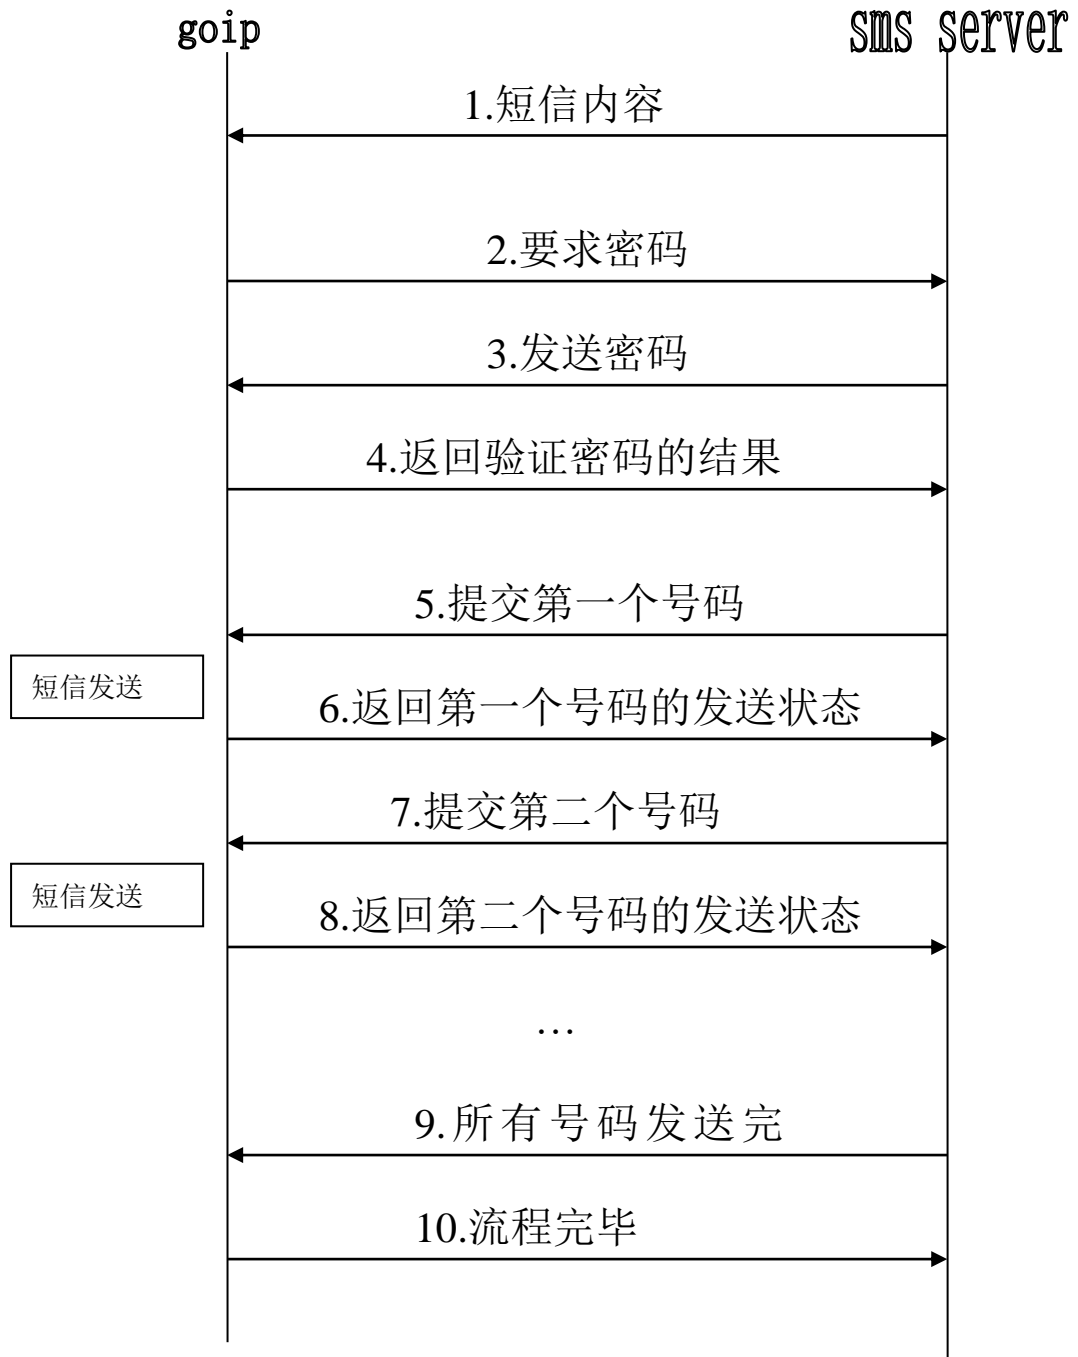 goip
sms server
1.短信内容
2.要求密码
3.发送密码
4.返回验证密码的结果
5.提交第一个号码
短信发送
6.返回第一个号码的发送状态
7.提交第二个号码
短信发送
8.返回第二个号码的发送状态
…
9.所有号码发送完
10.流程完毕